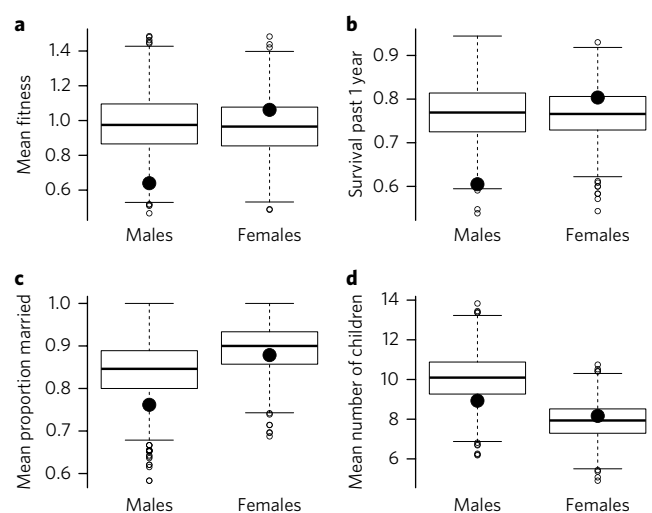 a
Mean fitness
1.4
1.2
1.0
0.8
0.6
Males
Females
b
Survival past 1 year
0.9
0.8
0.7
0.6
Males
Females
c
Mean proportion married
1.0
0.9
0.8
0.7
0.6
Males
Females
d
Mean number of children
14
12
10
8
6
Males
Females